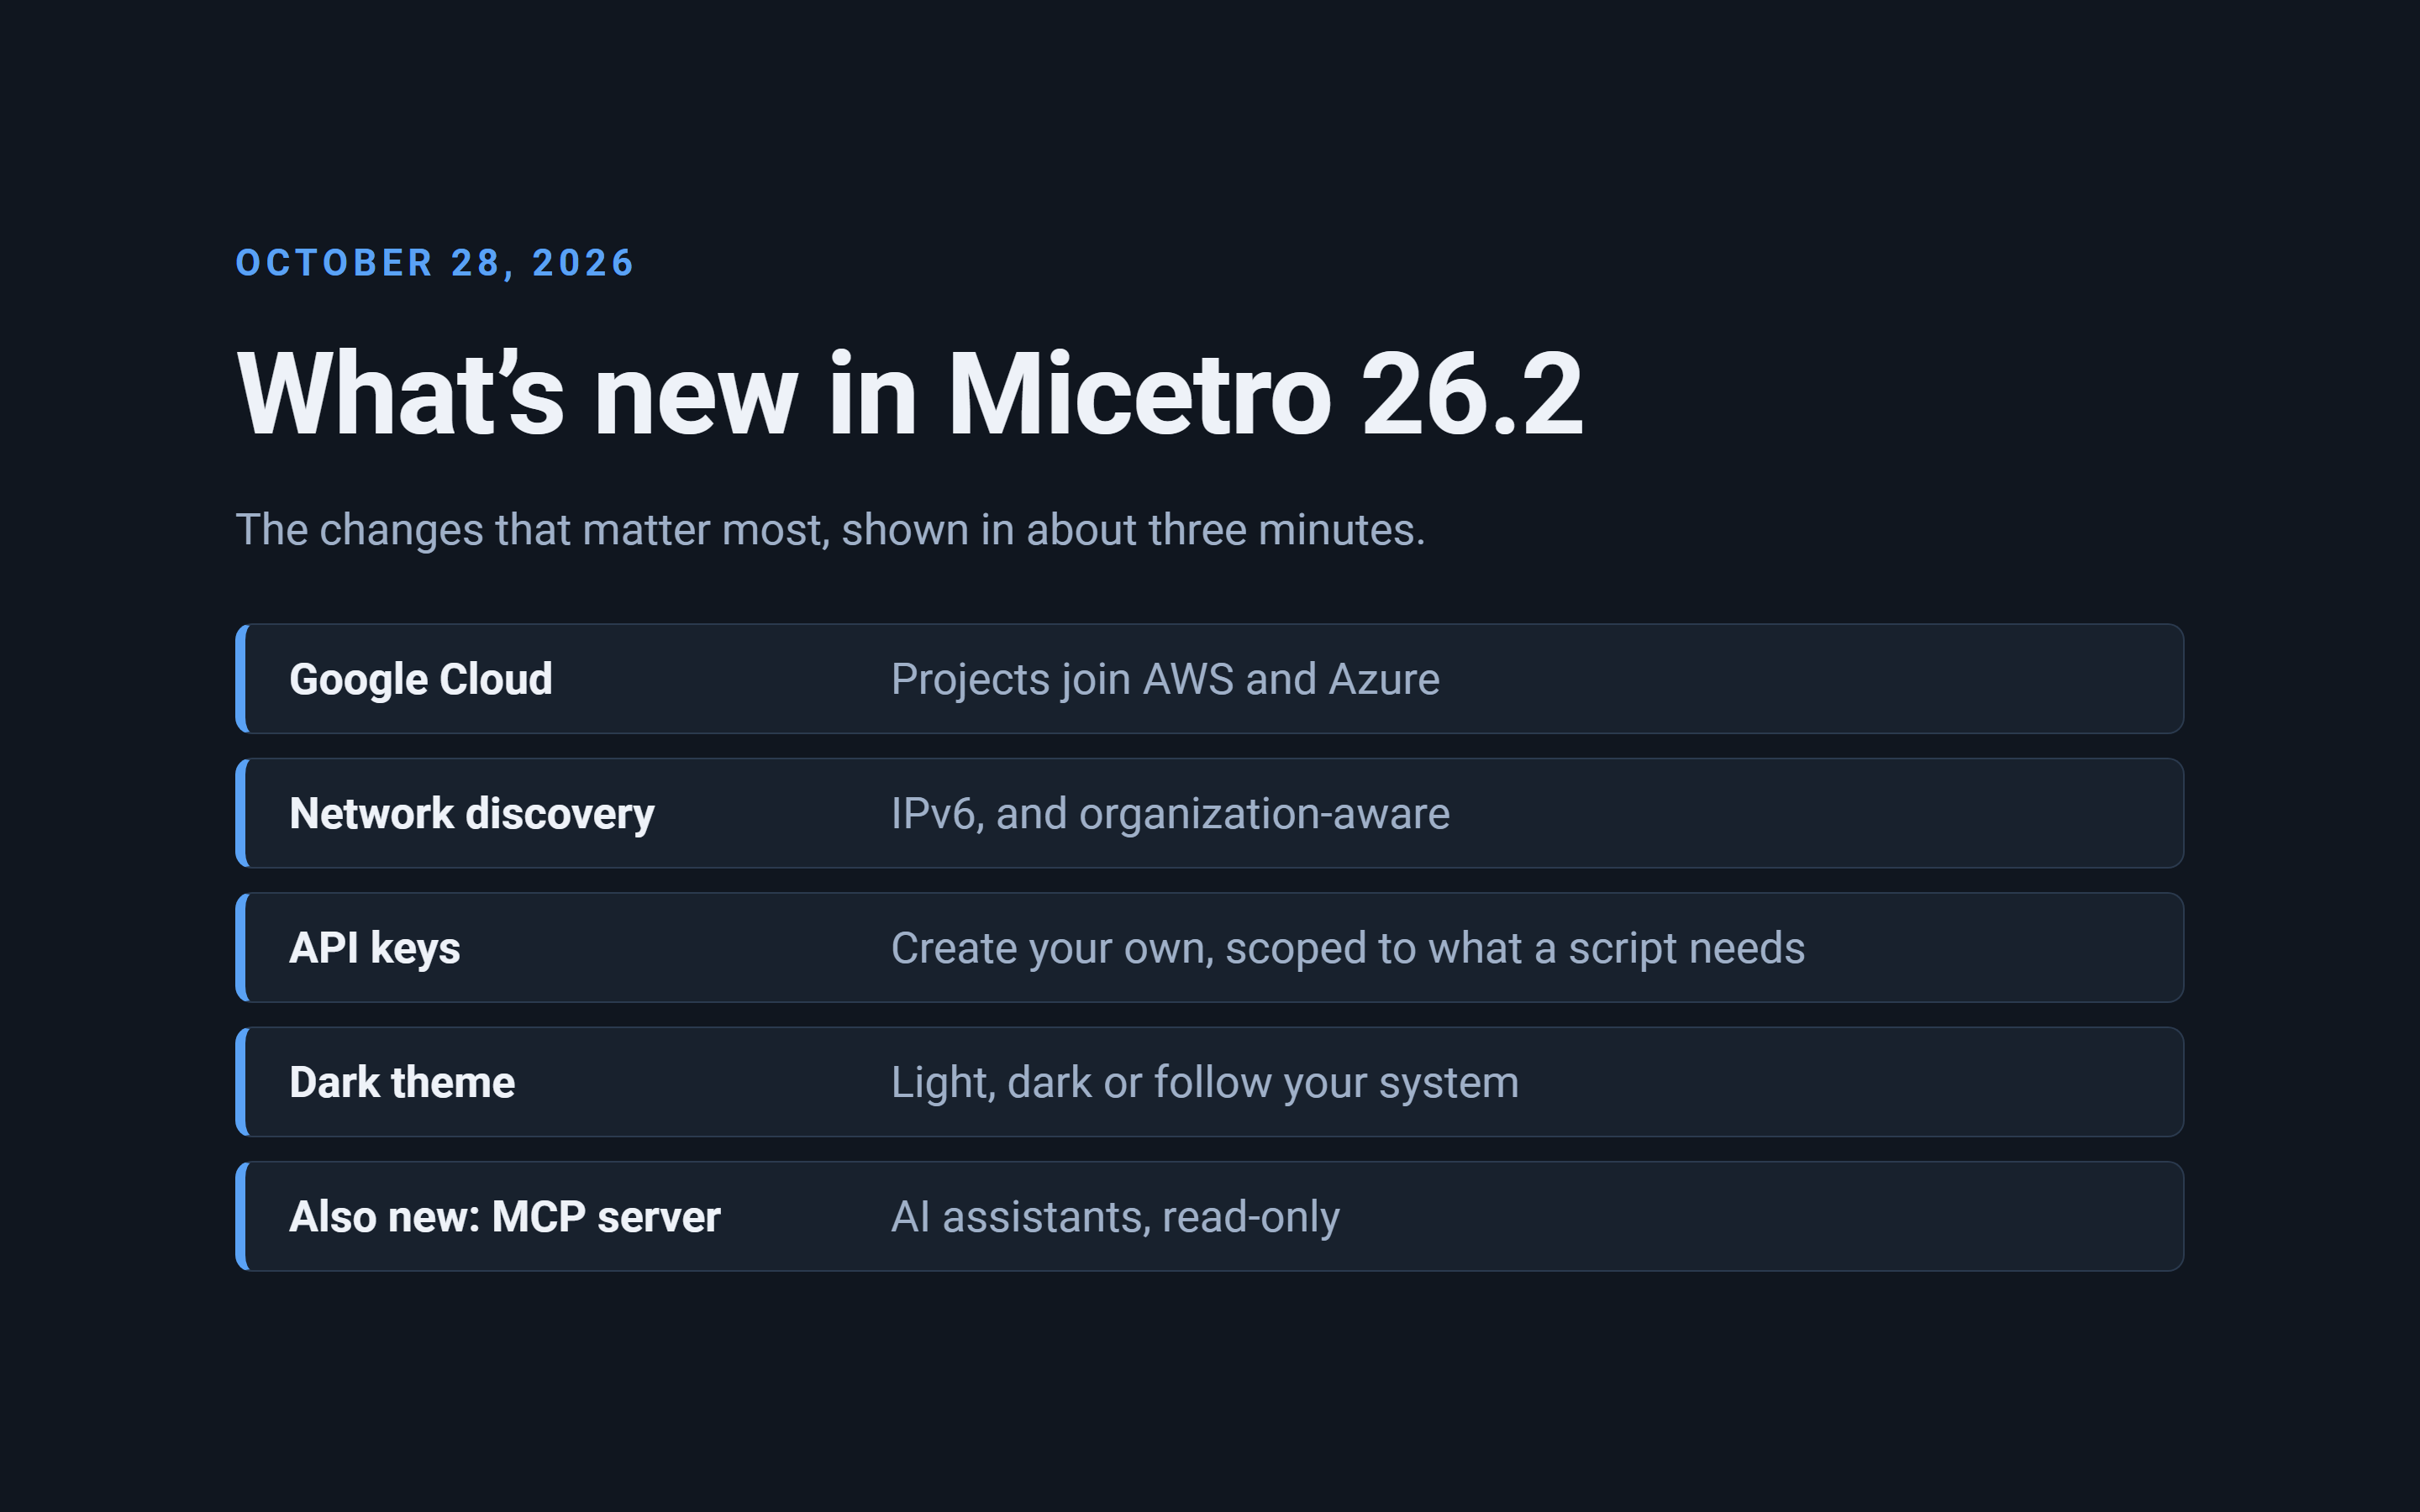 OCTOBER 28, 2026
What’s new in Micetro 26.2
The changes that matter most, shown in about three minutes.
Google Cloud Projects join AWS and Azure
Network discovery IPv6, and organization-aware
API keys Create your own, scoped to what a script needs
Dark theme Light, dark or follow your system
Also new: MCP server AI assistants, read-only